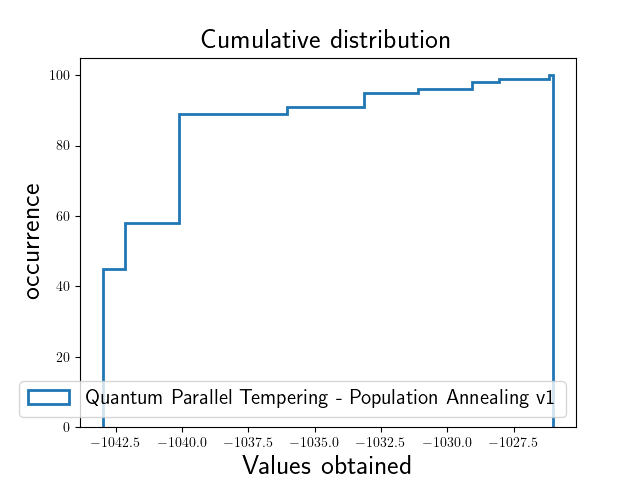 Cumulative distribution
occurrence
100
80
60
40
20
0
Quantum Parallel Tempering - Population Annealing v1
−1042.5 −1040.0 −1037.5 −1035.0 −1032.5 −1030.0 −1027.5
Values obtained